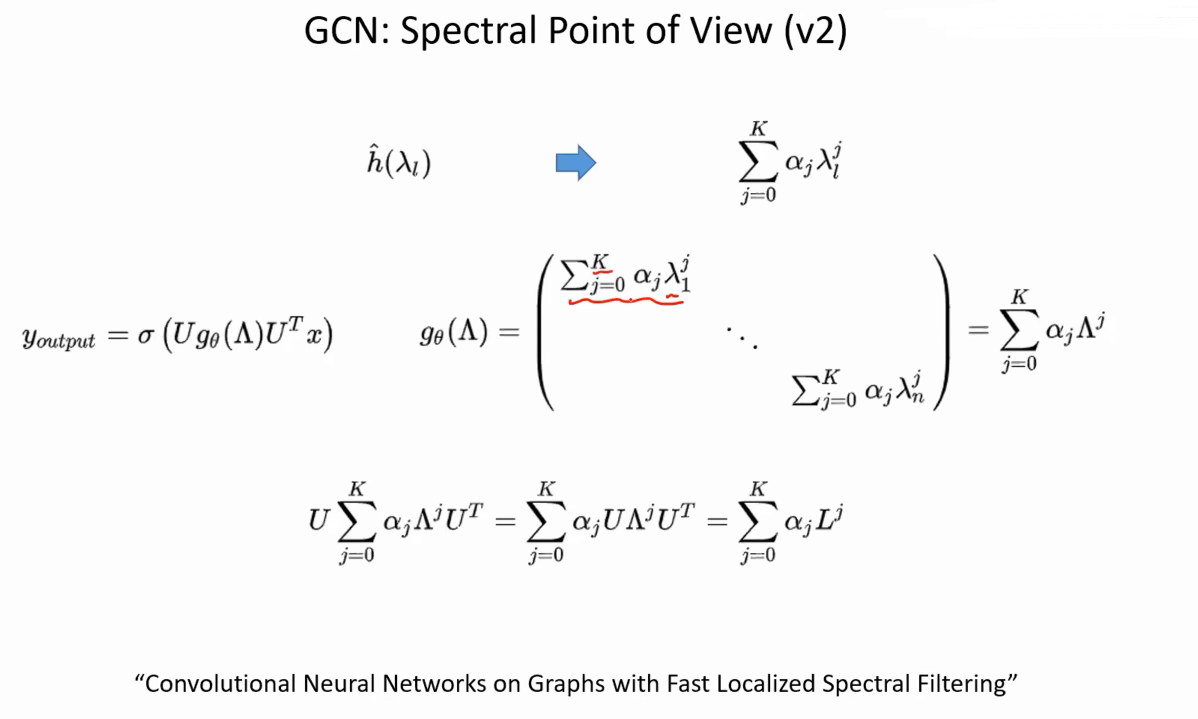 GCN: Spectral Point of View (v2)
$\hat{h}(\lambda_l)$ ➡ $\sum_{j=0}^{K} \alpha_j \lambda_l^j$
$y_{output} = \sigma \left( U g_\theta(\Lambda) U^T x \right)$ $g_\theta(\Lambda) = \begin{pmatrix} \sum_{j=0}^{K} \alpha_j \lambda_1^j & & \\ & \ddots & \\ & & \sum_{j=0}^{K} \alpha_j \lambda_n^j \end{pmatrix} = \sum_{j=0}^{K} \alpha_j \Lambda^j$
$U \sum_{j=0}^{K} \alpha_j \Lambda^j U^T = \sum_{j=0}^{K} \alpha_j U \Lambda^j U^T = \sum_{j=0}^{K} \alpha_j L^j$
“Convolutional Neural Networks on Graphs with Fast Localized Spectral Filtering”